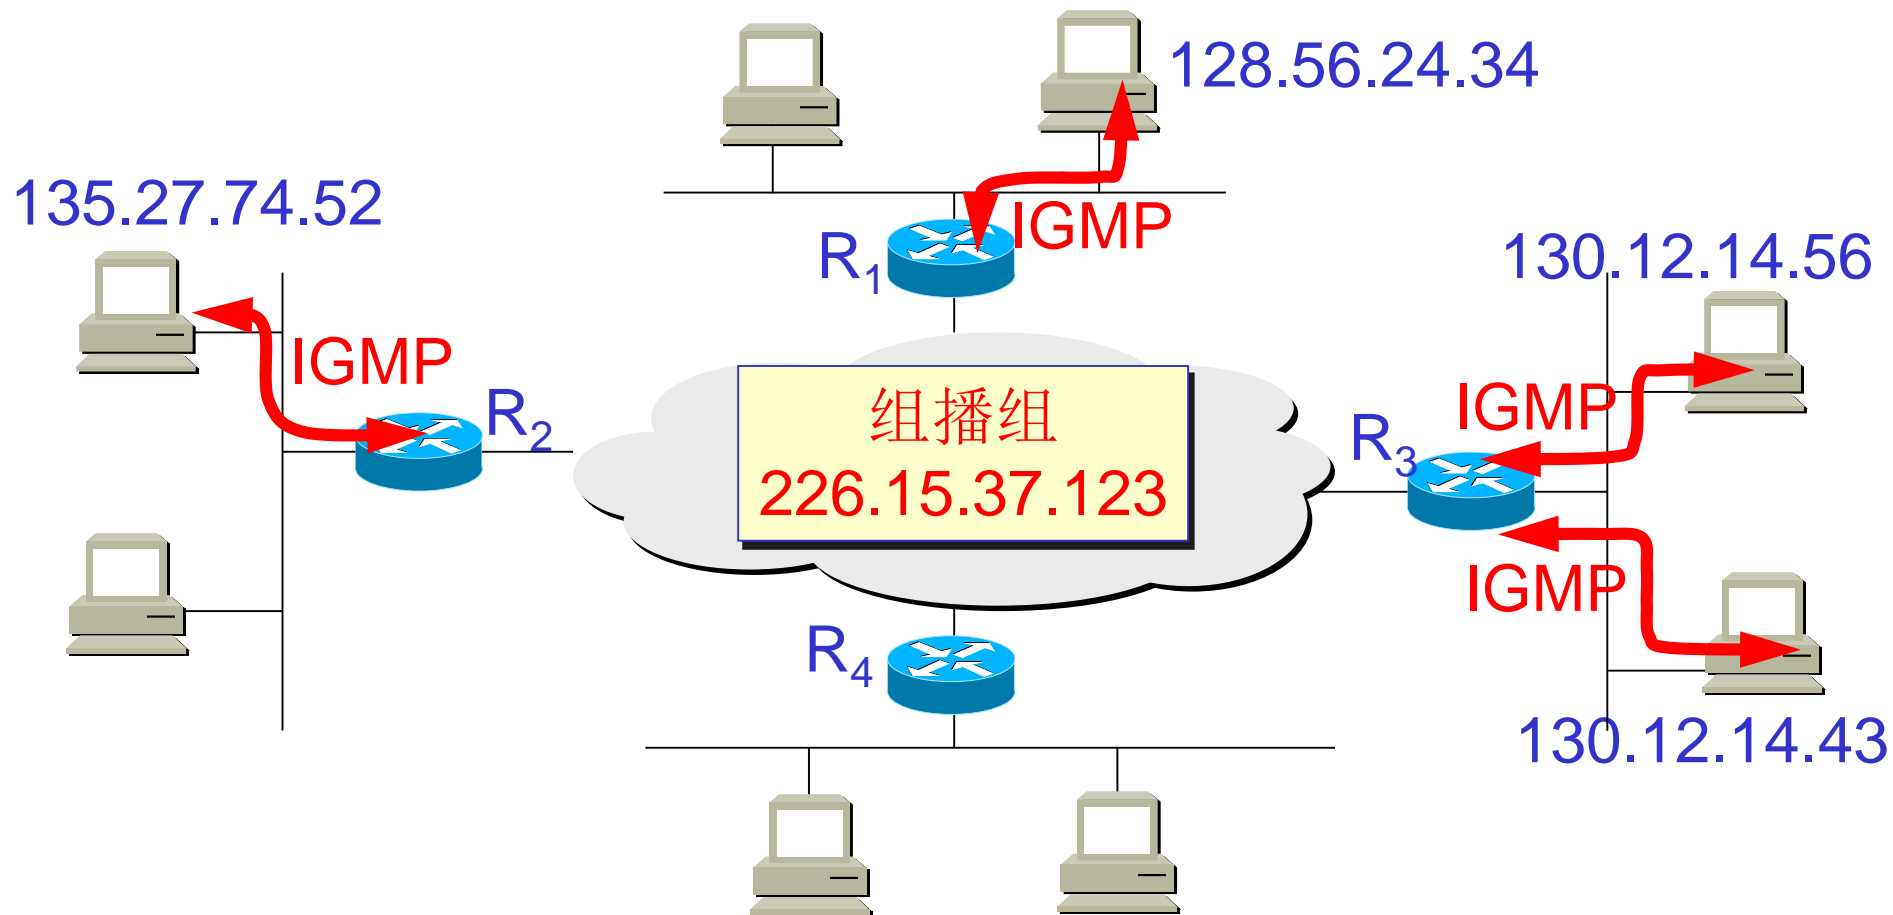 128.56.24.34
135.27.74.52
IGMP
R1
130.12.14.56
IGMP
R2
组播组
226.15.37.123
IGMP
R3
IGMP
R4
130.12.14.43